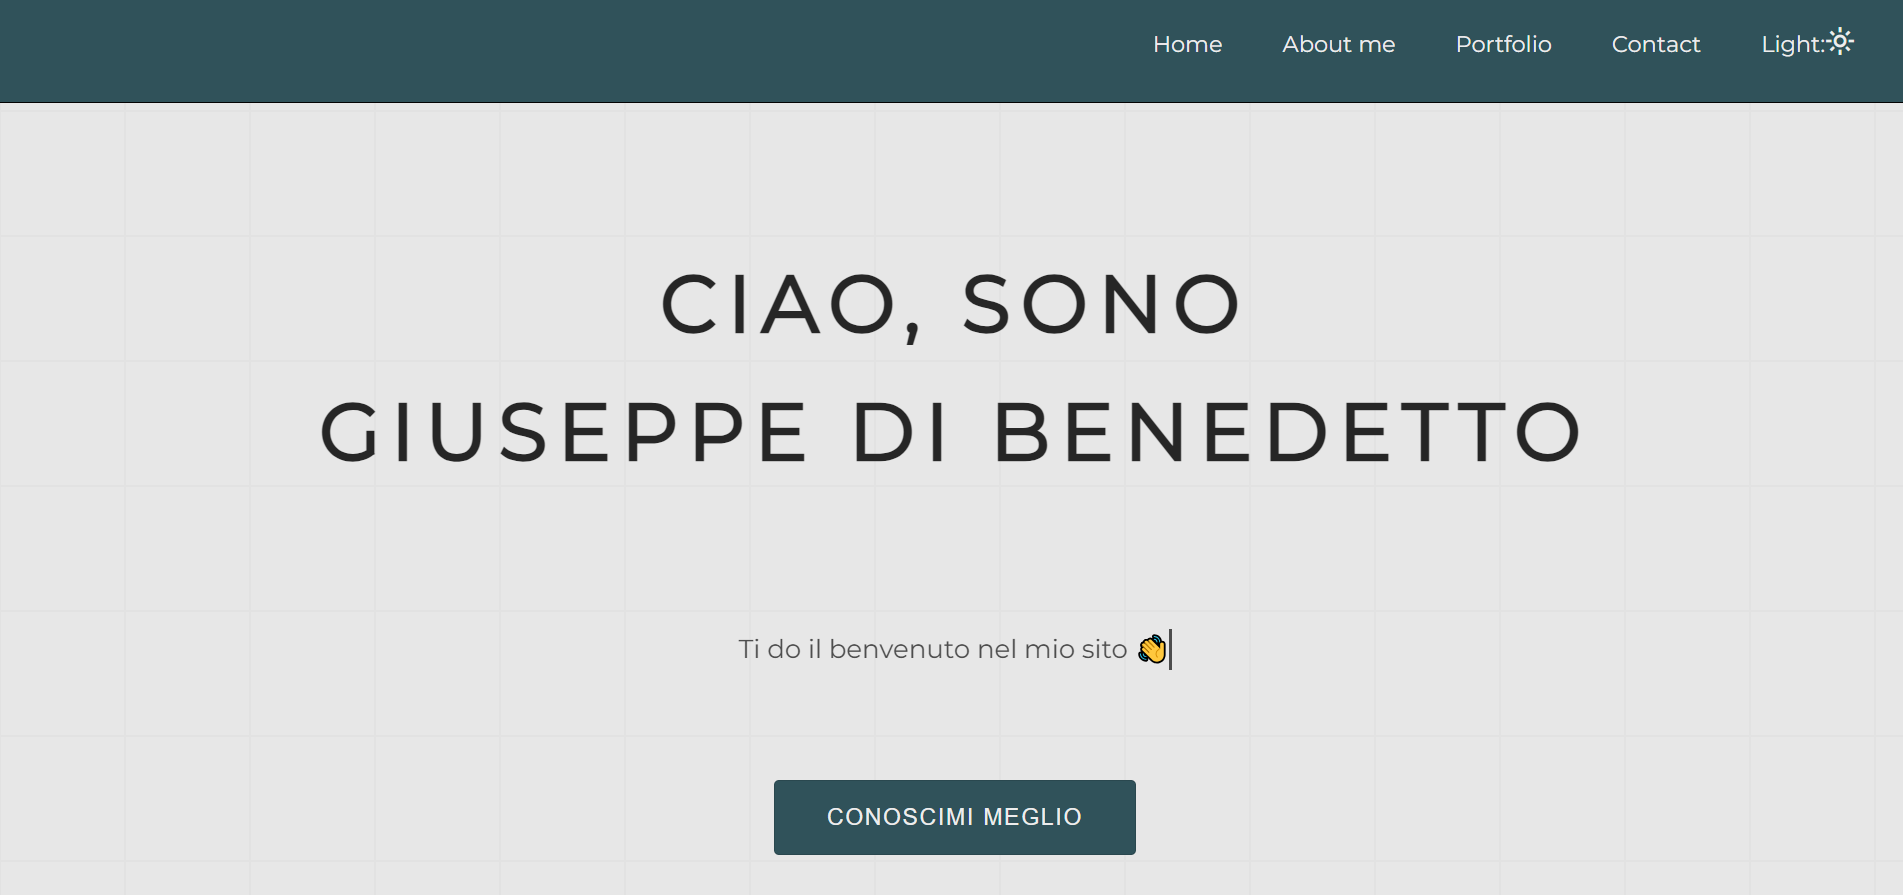 Home About me Portfolio Contact Light:
CIAO, SONO
GIUSEPPE DI BENEDETTO
Ti do il benvenuto nel mio sito 👋|
CONOSCIMI MEGLIO